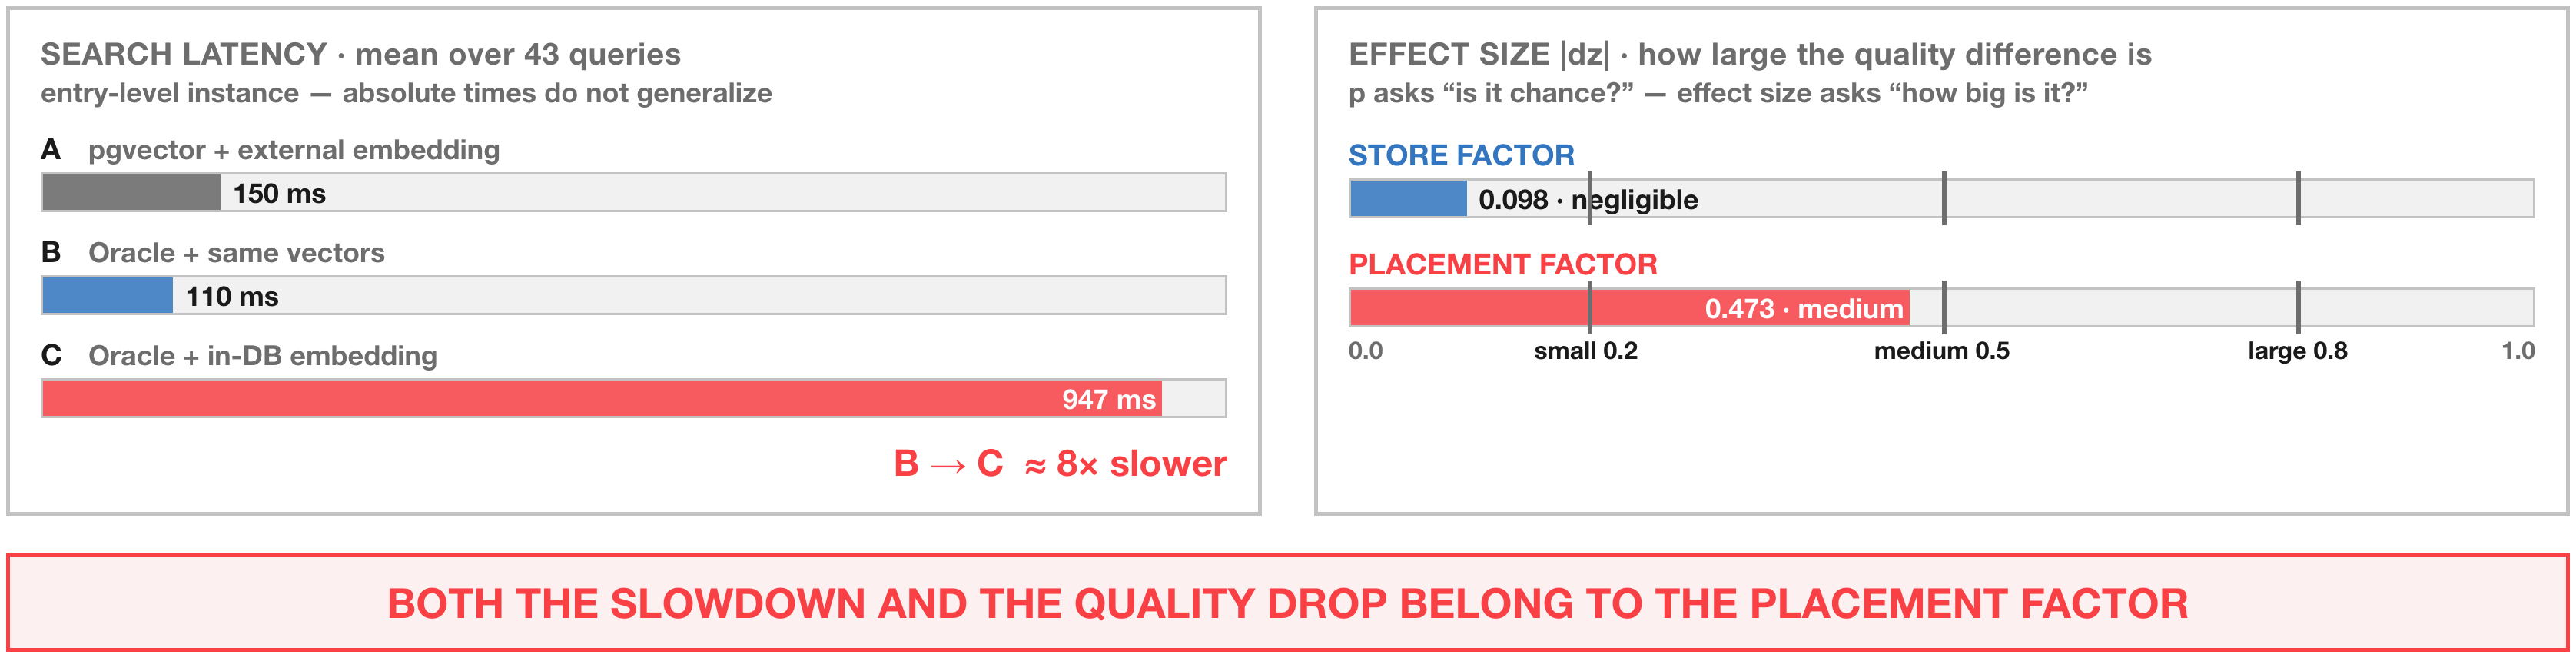 SEARCH LATENCY · mean over 43 queries
entry-level instance — absolute times do not generalize
A pgvector + external embedding
150 ms
B Oracle + same vectors
110 ms
C Oracle + in-DB embedding
947 ms
B → C ≈ 8× slower
EFFECT SIZE |dz| · how large the quality difference is
p asks “is it chance?” — effect size asks “how big is it?”
STORE FACTOR
0.098 · negligible
PLACEMENT FACTOR
0.473 · medium
0.0 small 0.2 medium 0.5 large 0.8 1.0
BOTH THE SLOWDOWN AND THE QUALITY DROP BELONG TO THE PLACEMENT FACTOR